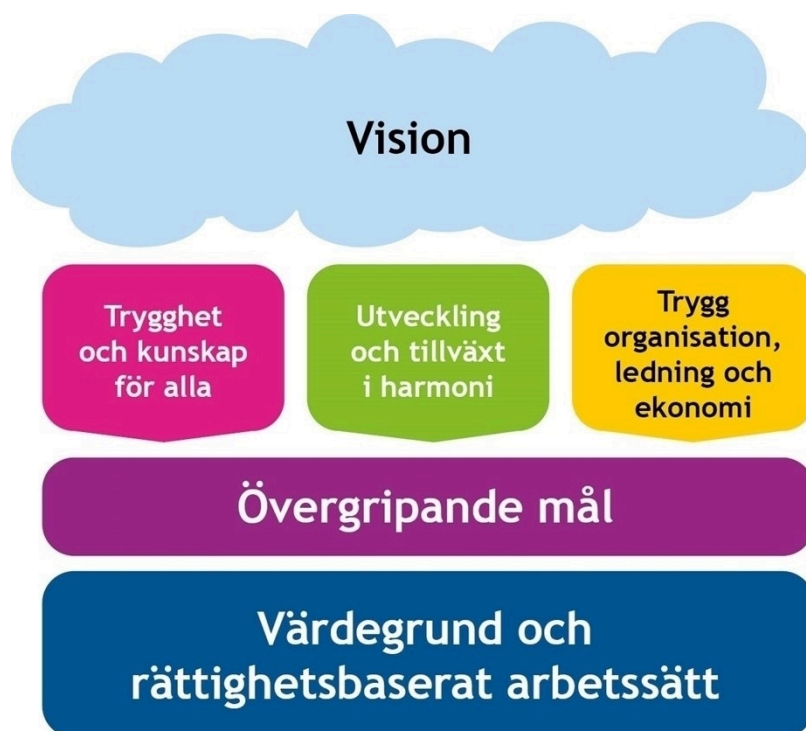 Vision
Trygghet
och kunskap
för alla
Utveckling
och tillväxt
i harmoni
Trygg
organisation,
ledning och
ekonomi
Övergripande mål
Värdegrund och
rättighetsbaserat arbetssätt